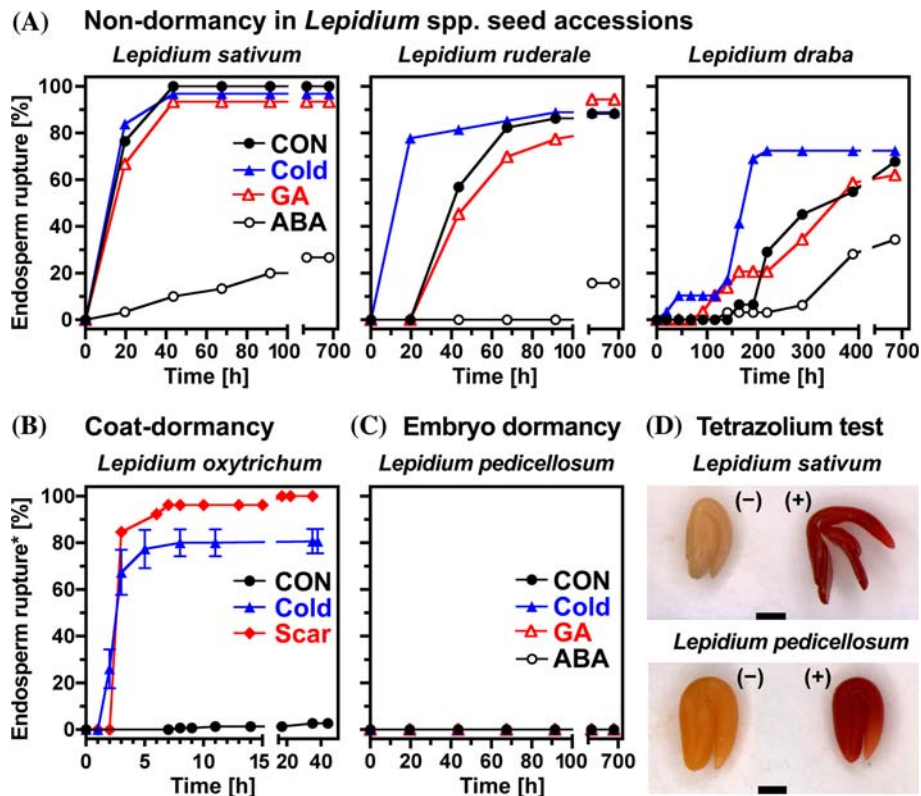 (A) Non-dormancy in Lepidium spp. seed accessions
Lepidium sativum
Lepidium ruderale
Lepidium draba
Endosperm rupture [%]
100
80
60
40
20
0
CON
Cold
GA
ABA
0 20 40 60 80 100 700
Time [h]
0 20 40 60 80 100 700
Time [h]
0 100 200 300 400 700
Time [h]
(B) Coat-dormancy
Lepidium oxytrichum
Endosperm rupture* [%]
100
80
60
40
20
0
CON
Cold
Scar
0 5 10 15 20 40
Time [h]
(C) Embryo dormancy
Lepidium pedicellosum
CON
Cold
GA
ABA
0 20 40 60 80 100 700
Time [h]
(D) Tetrazolium test
Lepidium sativum
(−) (+)
Lepidium pedicellosum
(−) (+)